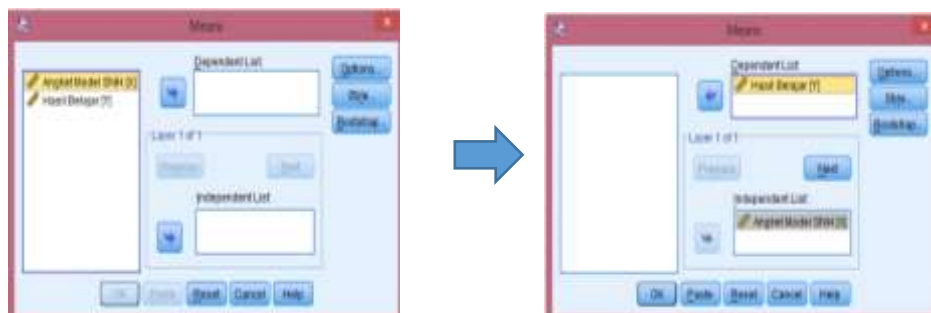 Means
Dependent List
Options...
Angket Model SNH [X]
Hasil Belajar [Y]
Style...
Bootstrap...
Layer 1 of 1
Previous
Next
Independent List
OK
Paste
Reset
Cancel
Help
Means
Dependent List
Options...
Hasil Belajar [Y]
Style...
Bootstrap...
Layer 1 of 1
Previous
Next
Independent List
Angket Model SNH [X]
OK
Paste
Reset
Cancel
Help